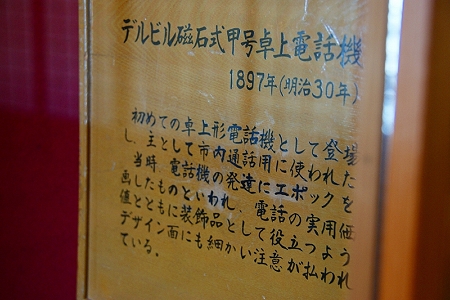 デルビル磁石式甲号卓上電話機
1897年(明治30年)
初めての卓上形電話機として登場
し、主として市内通話用に使われた
当時、電話機の発達にエポックを
画したものといわれ、電話の実用価
値とともに装飾品として役立つよう
デザイン面にも細かい注意が払われ
ている。